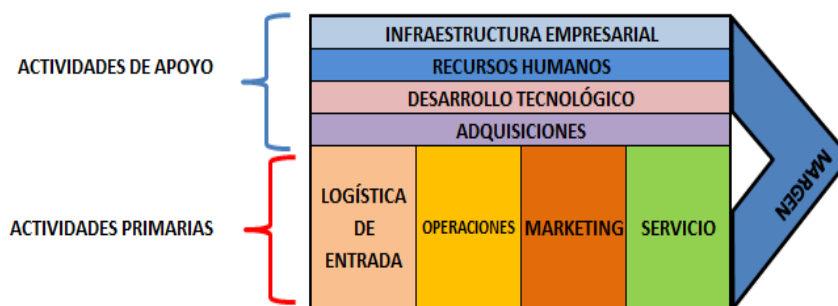 ACTIVIDADES DE APOYO
INFRAESTRUCTURA EMPRESARIAL
RECURSOS HUMANOS
DESARROLLO TECNOLÓGICO
ADQUISICIONES
ACTIVIDADES PRIMARIAS
LOGÍSTICA
DE
ENTRADA
OPERACIONES
MARKETING
SERVICIO
MARGEN